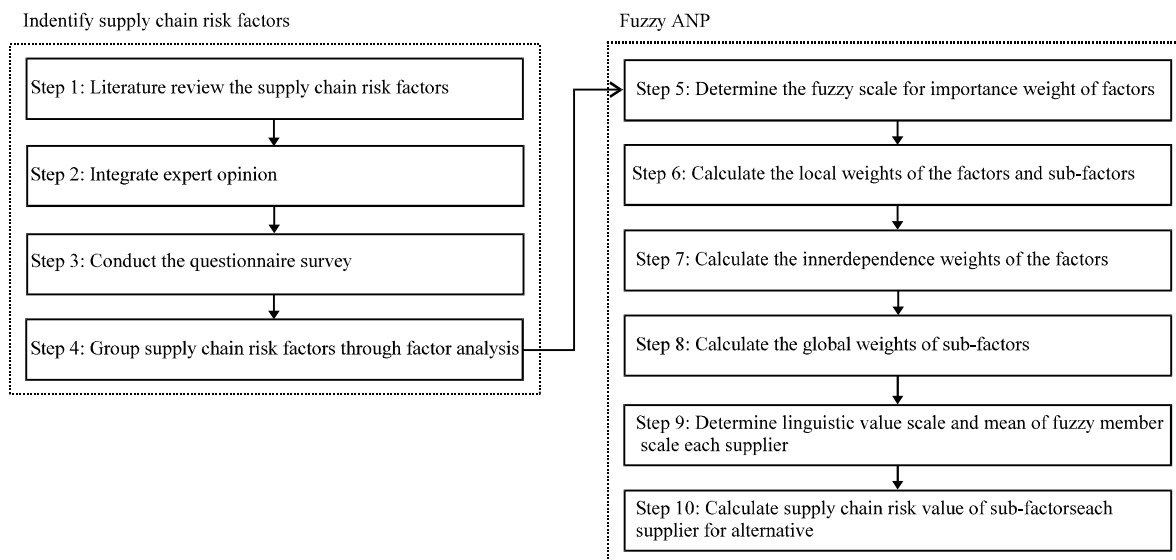 Indentify supply chain risk factors
Step 1: Literature review the supply chain risk factors
Step 2: Integrate expert opinion
Step 3: Conduct the questionnaire survey
Step 4: Group supply chain risk factors through factor analysis
Fuzzy ANP
Step 5: Determine the fuzzy scale for importance weight of factors
Step 6: Calculate the local weights of the factors and sub-factors
Step 7: Calculate the innerdependence weights of the factors
Step 8: Calculate the global weights of sub-factors
Step 9: Determine linguistic value scale and mean of fuzzy member
scale each supplier
Step 10: Calculate supply chain risk value of sub-factorseach
supplier for alternative